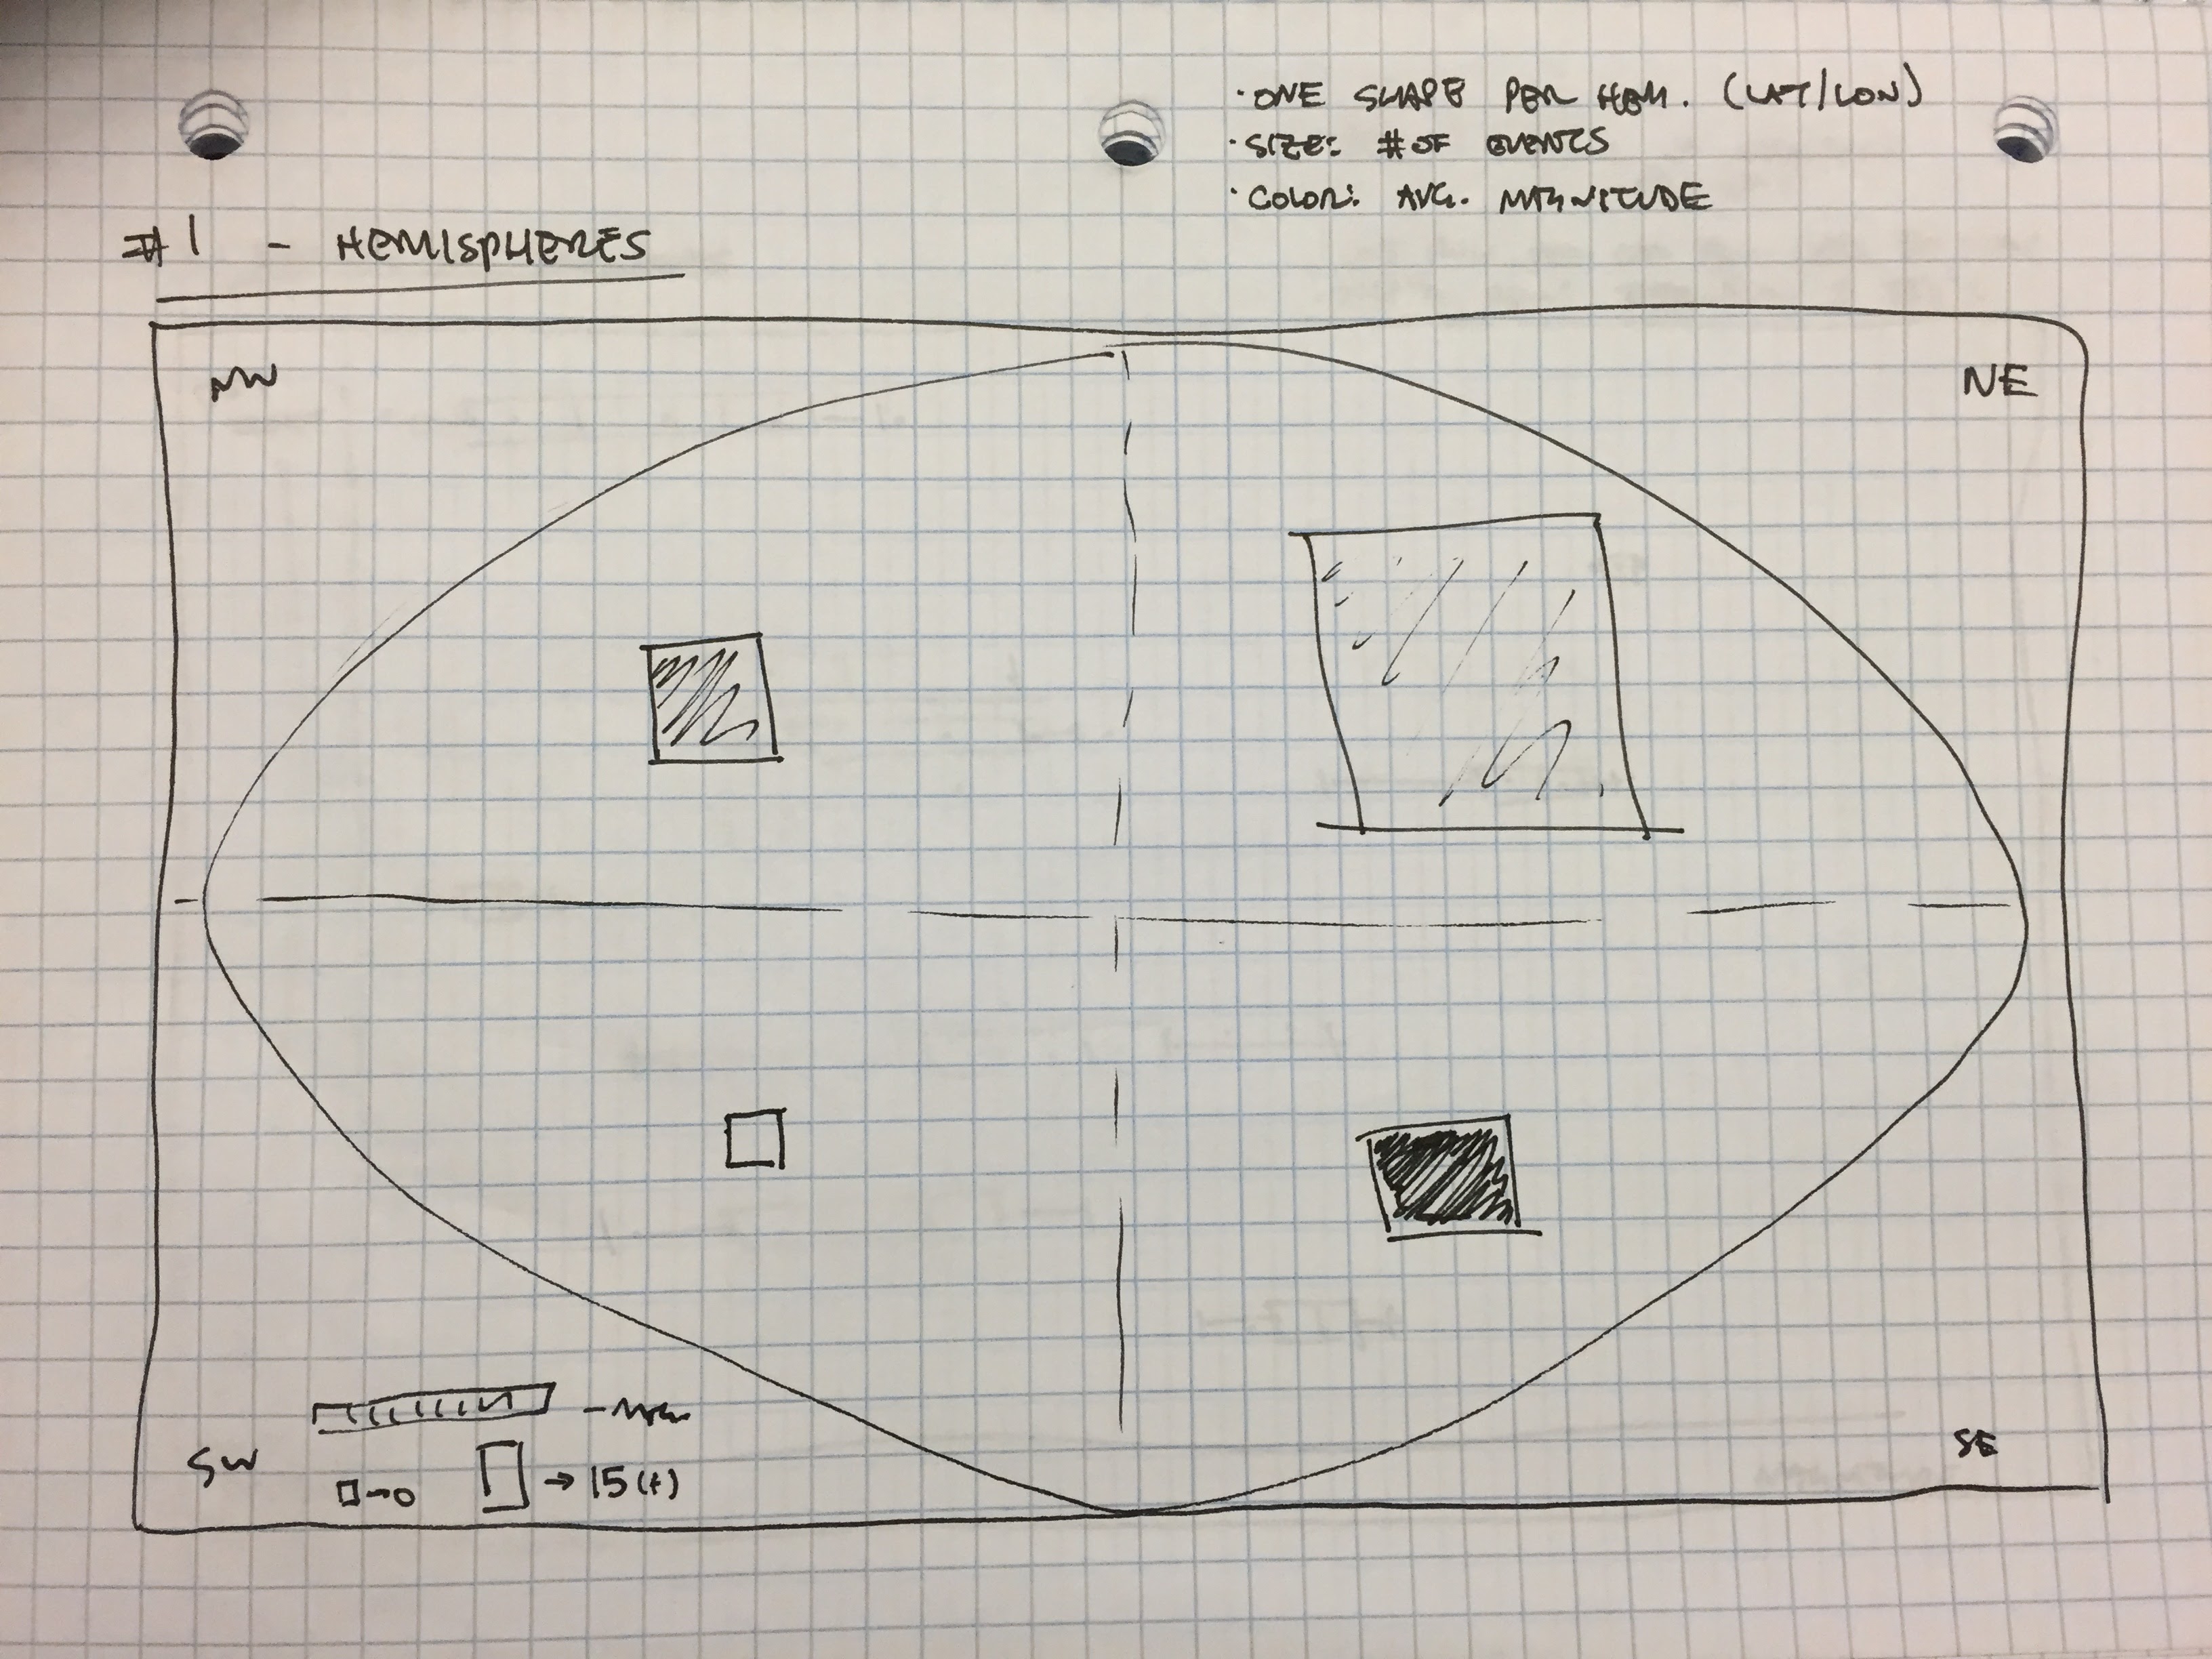 · ONE SHAPE PER HEM. (LAT/LON)
· SIZE: # OF EVENTS
· COLOR: AVG. MAGNITUDE
#1 - HEMISPHERES
NW
NE
- MAG.
SW
→ 0
→ 15 (+)
SE